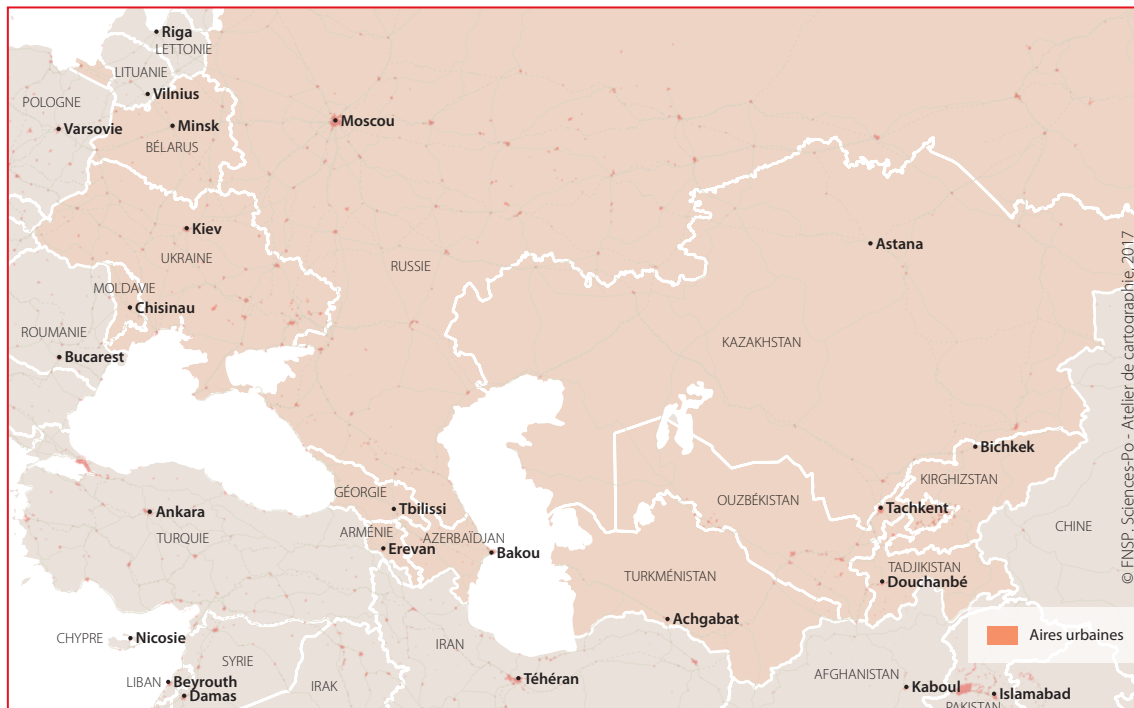 Riga
LETTONIE
LITUANIE
Vilnius
POLOGNE
Varsovie
Minsk
BÉLARUS
Moscou
Kiev
UKRAINE
RUSSIE
Astana
MOLDAVIE
Chisinau
ROUMANIE
Bucarest
KAZAKHSTAN
Bichkek
KIRGHIZSTAN
GÉORGIE
Tbilissi
OUZBÉKISTAN
Tachkent
Ankara
TURQUIE
ARMÉNIE
Erevan
AZERBAÏDJAN
Bakou
CHINE
TURKMÉNISTAN
TADJIKISTAN
Douchanbé
Achgabat
CHYPRE
Nicosie
IRAN
SYRIE
LIBAN
Beyrouth
Damas
IRAK
Téhéran
AFGHANISTAN
Kaboul
Islamabad
PAKISTAN
Aires urbaines
© FNSP. Sciences-Po - Atelier de cartographie, 2017